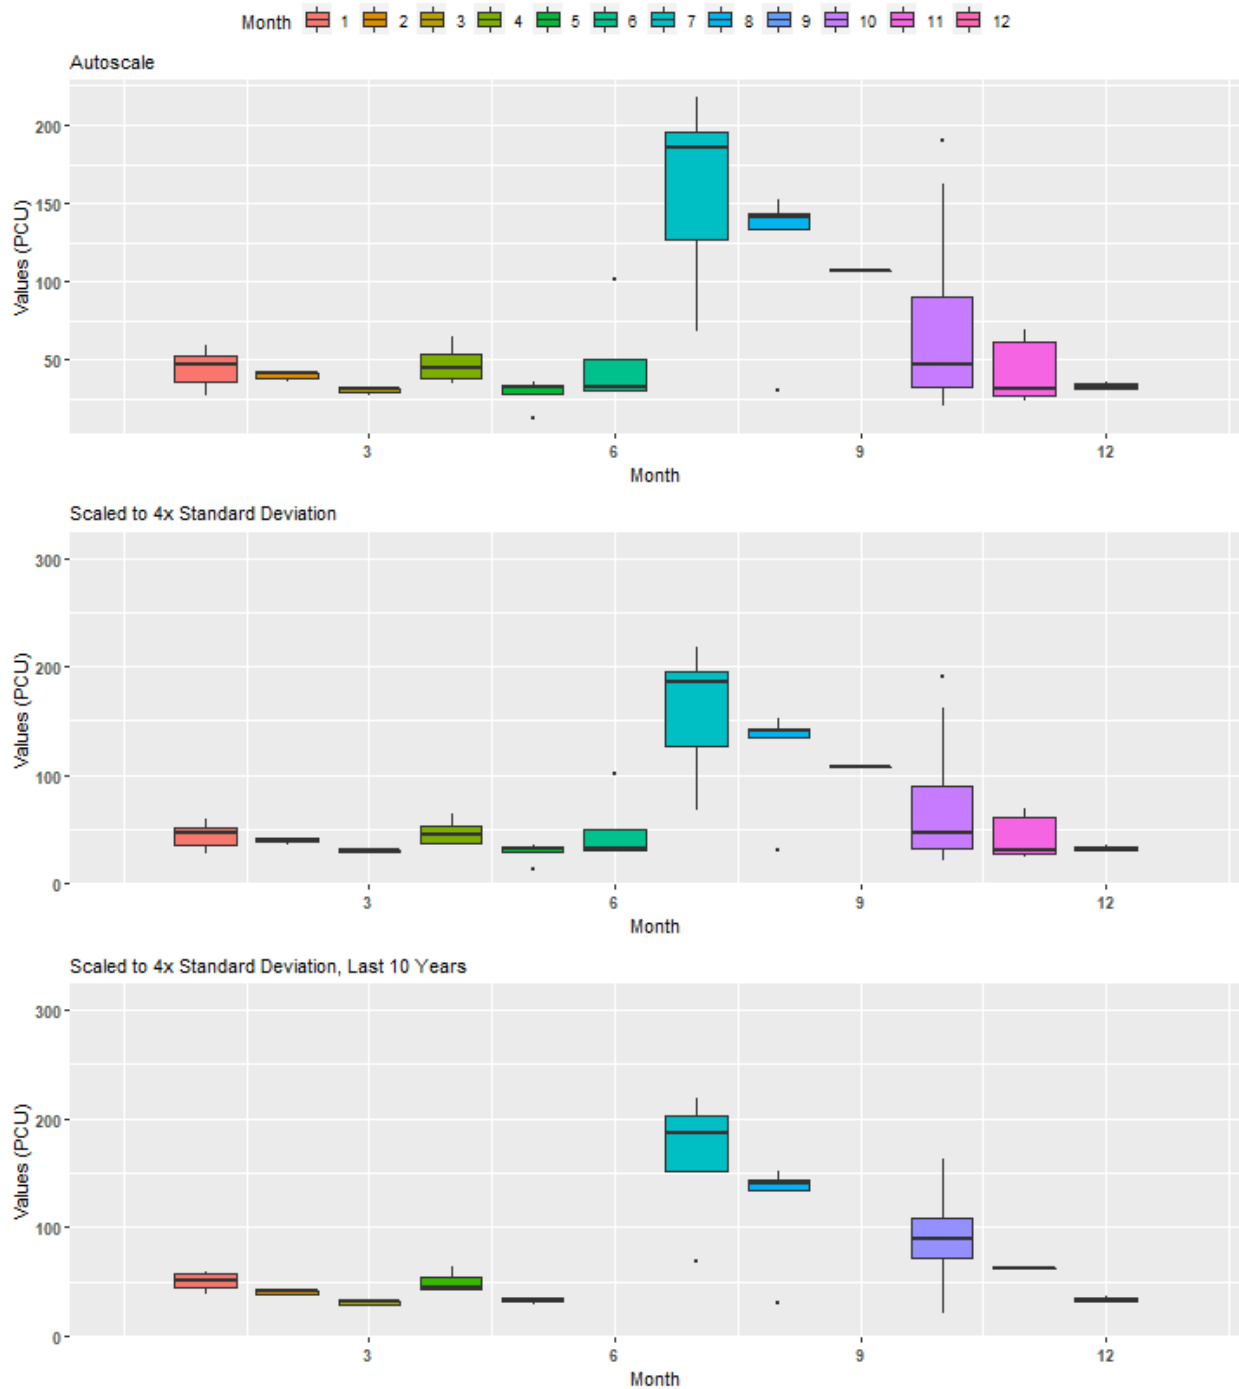 Month 1 2 3 4 5 6 7 8 9 10 11 12
Autoscale
200
150
100
50
Values (PCU)
3 6 9 12
Month
Scaled to 4x Standard Deviation
300
200
100
0
Values (PCU)
3 6 9 12
Month
Scaled to 4x Standard Deviation, Last 10 Years
300
200
100
0
Values (PCU)
3 6 9 12
Month